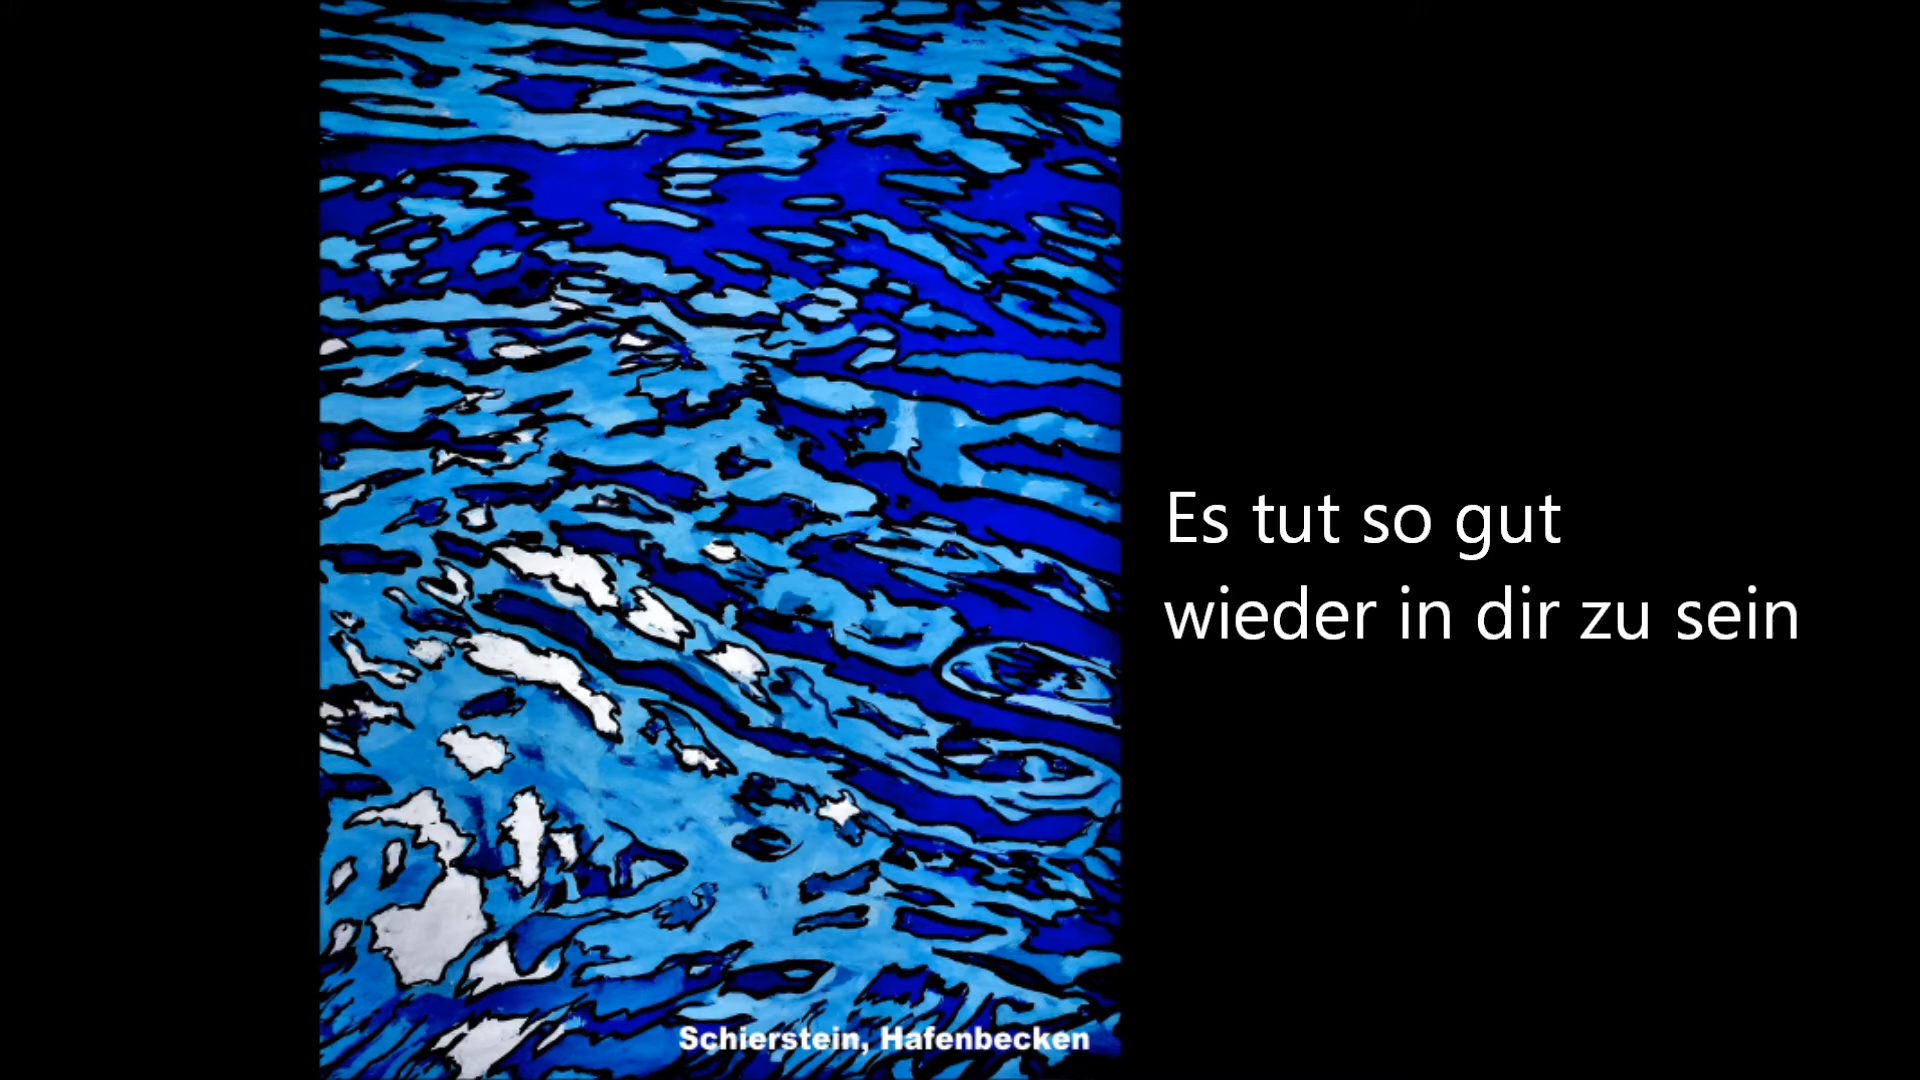 Es tut so gut
wieder in dir zu sein
Schierstein, Hafenbecken